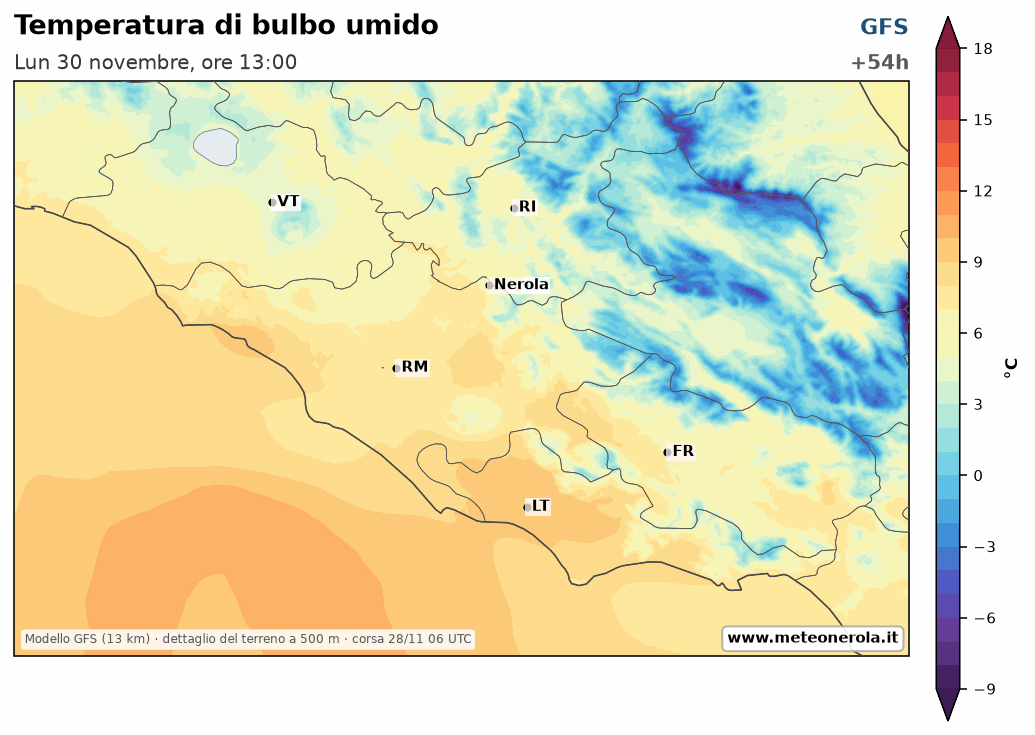 Temperatura di bulbo umido
GFS
Lun 30 novembre, ore 13:00
+54h
VT
RI
Nerola
RM
FR
LT
Modello GFS (13 km) · dettaglio del terreno a 500 m · corsa 28/11 06 UTC
www.meteonerola.it
18
15
12
9
6
3
0
−3
−6
−9
°C